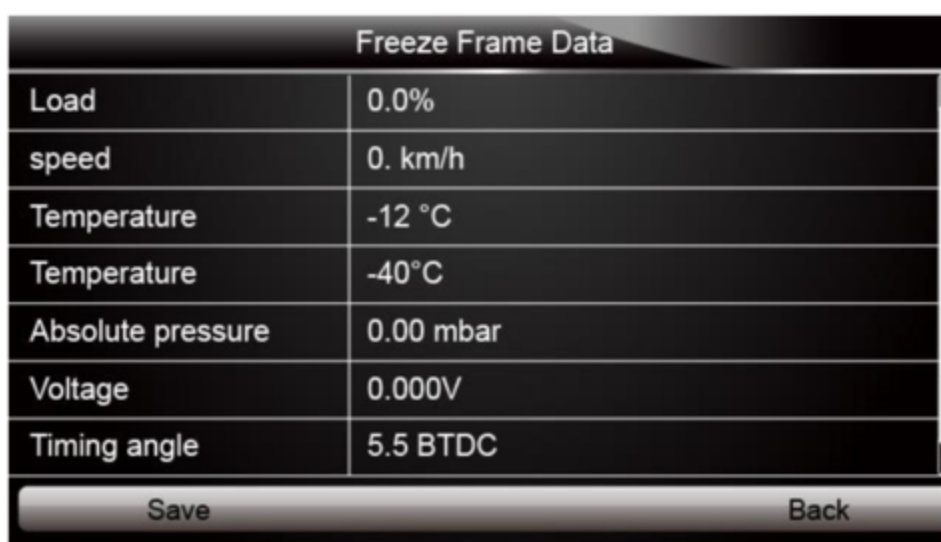 Freeze Frame Data
Load 0.0%
speed 0. km/h
Temperature -12 °C
Temperature -40°C
Absolute pressure 0.00 mbar
Voltage 0.000V
Timing angle 5.5 BTDC
Save Back